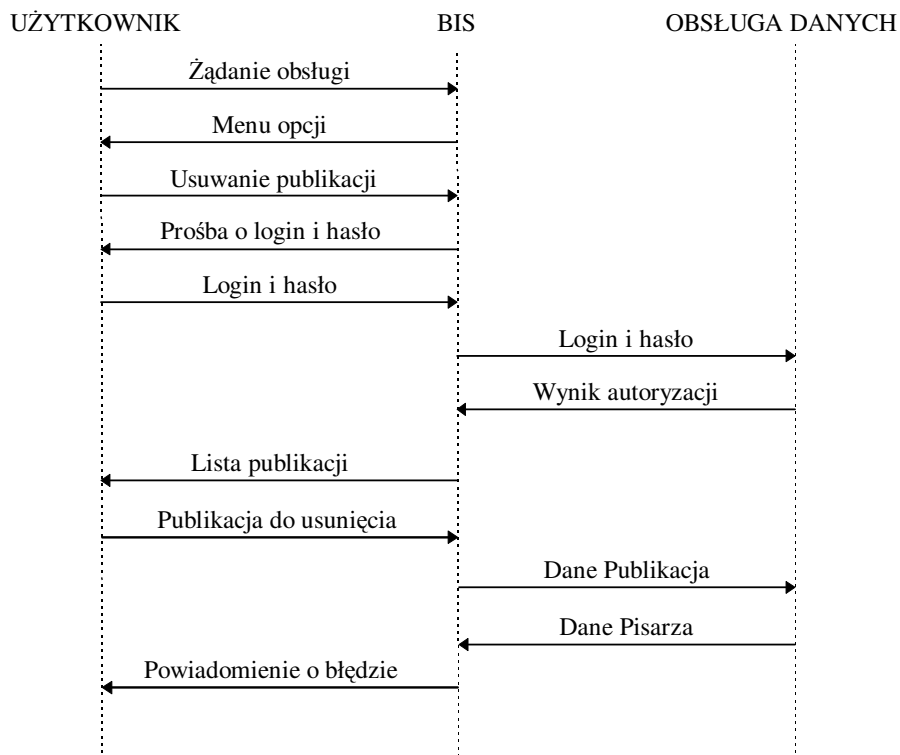 UŻYTKOWNIK BIS OBSŁUGA DANYCH
Żądanie obsługi
Menu opcji
Usuwanie publikacji
Prośba o login i hasło
Login i hasło
Login i hasło
Wynik autoryzacji
Lista publikacji
Publikacja do usunięcia
Dane Publikacja
Dane Pisarza
Powiadomienie o błędzie